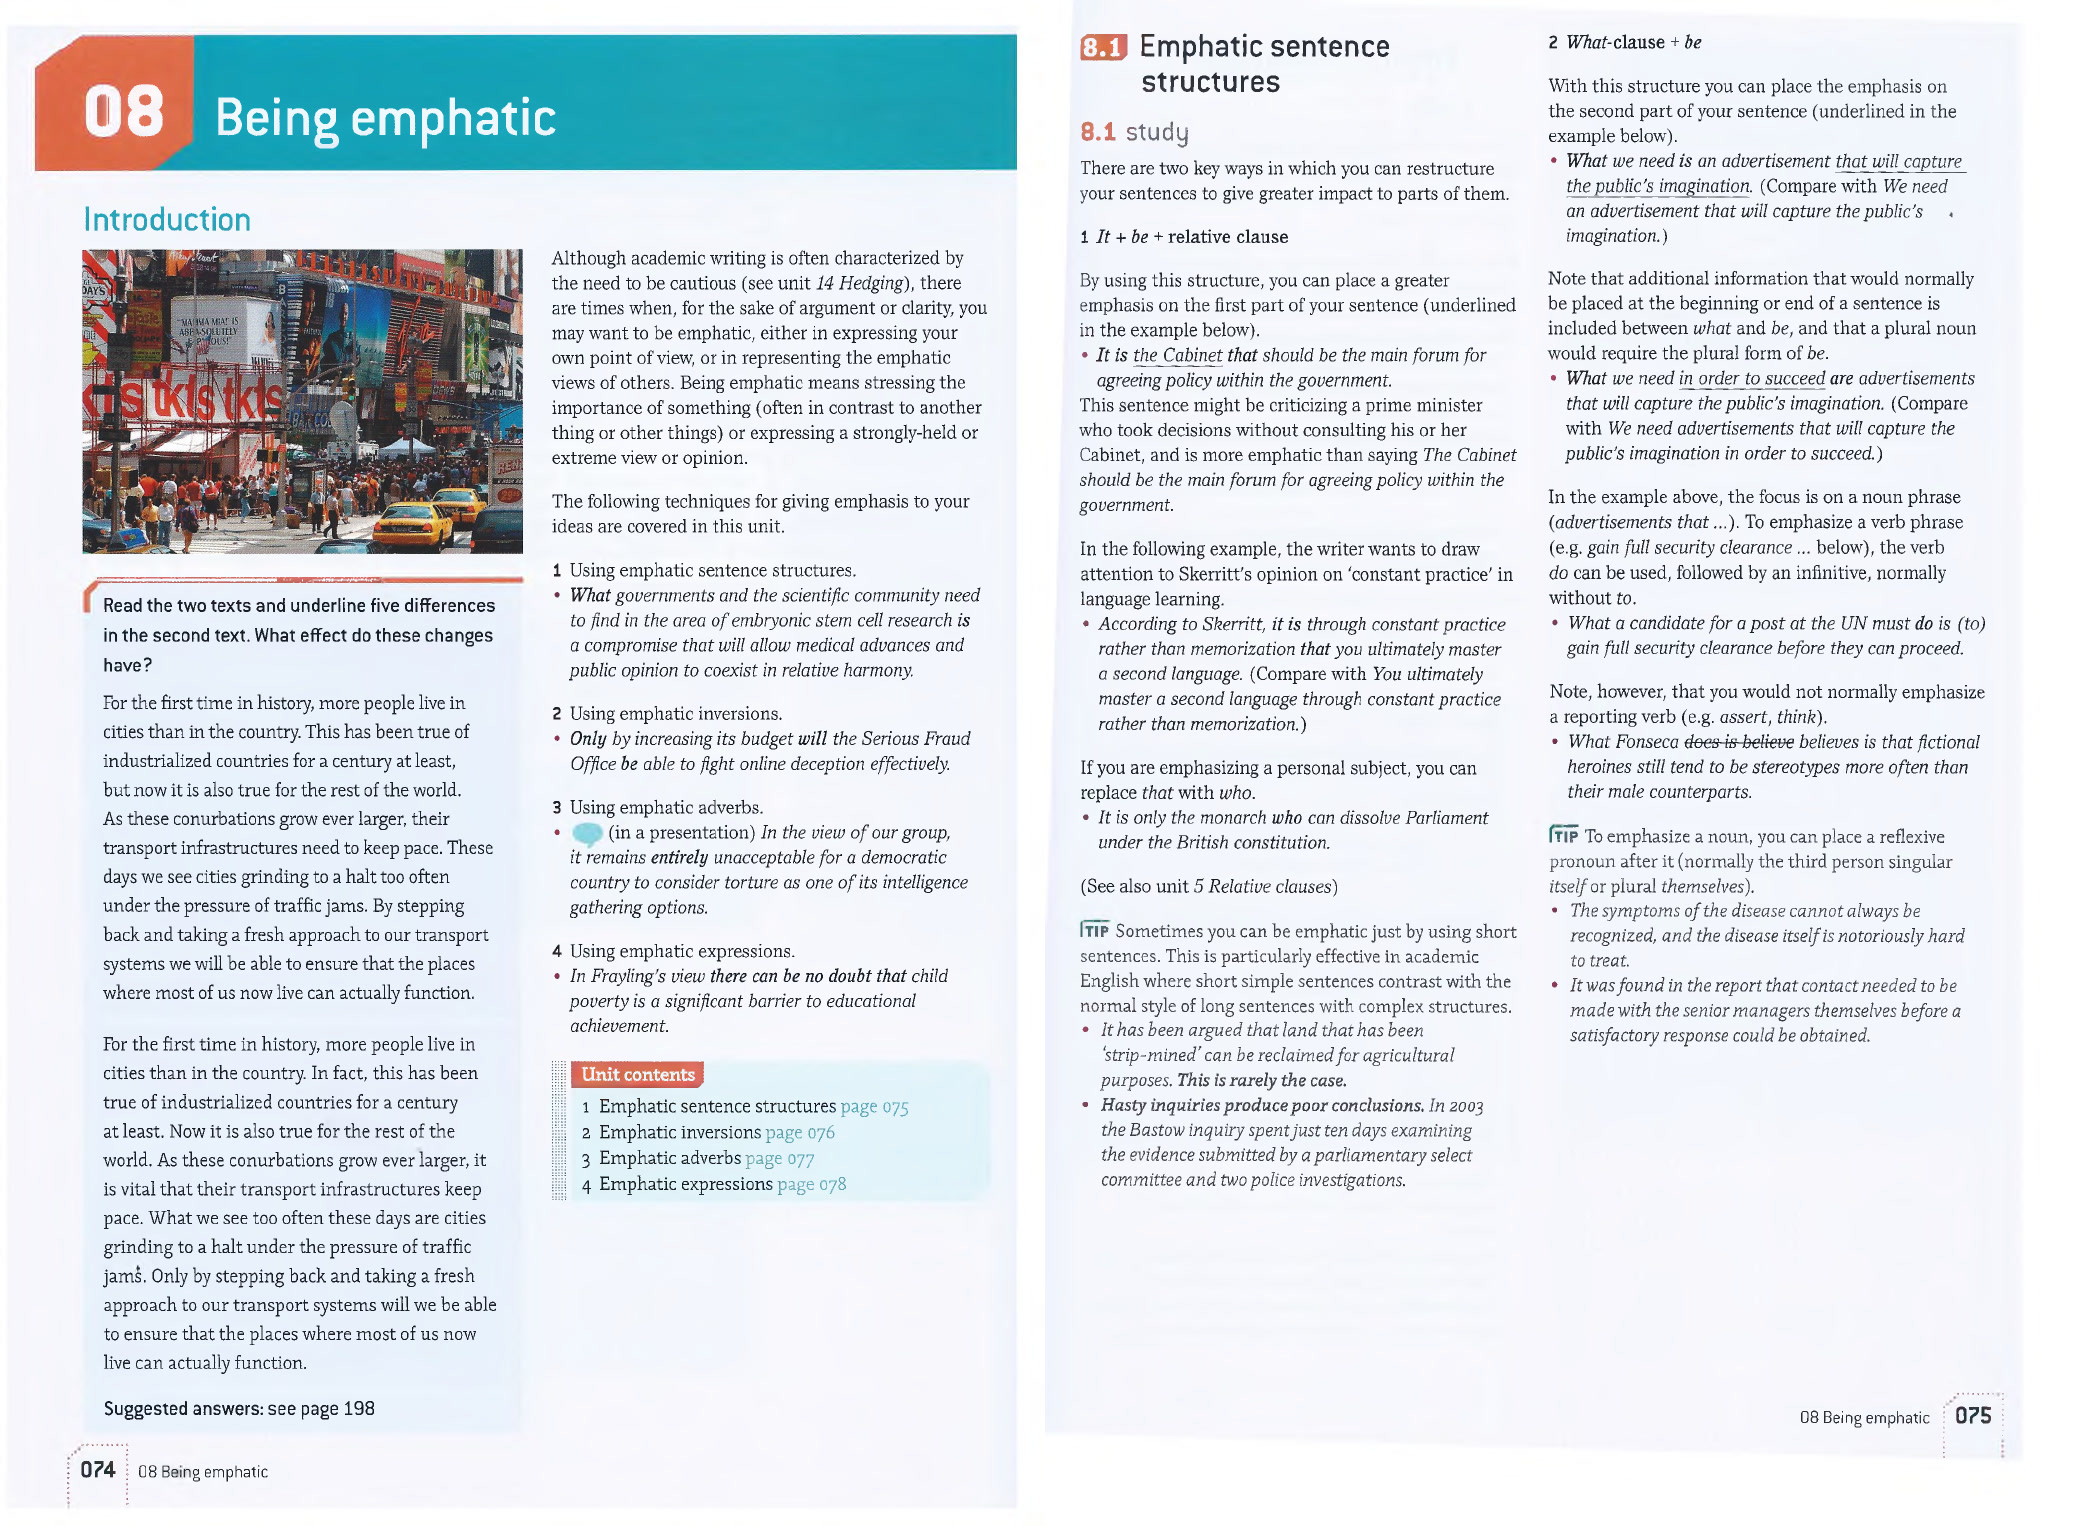 08 Being emphatic
Introduction
DAY'S
MAMMA MIA! IS
ABSOLUTELY
tkts tkts
Read the two texts and underline five differences
in the second text. What effect do these changes
have?
For the first time in history, more people live in
cities than in the country. This has been true of
industrialized countries for a century at least,
but now it is also true for the rest of the world.
As these conurbations grow ever larger, their
transport infrastructures need to keep pace. These
days we see cities grinding to a halt too often
under the pressure of traffic jams. By stepping
back and taking a fresh approach to our transport
systems we will be able to ensure that the places
where most of us now live can actually function.
For the first time in history, more people live in
cities than in the country. In fact, this has been
true of industrialized countries for a century
at least. Now it is also true for the rest of the
world. As these conurbations grow ever larger, it
is vital that their transport infrastructures keep
pace. What we see too often these days are cities
grinding to a halt under the pressure of traffic
jams. Only by stepping back and taking a fresh
approach to our transport systems will we be able
to ensure that the places where most of us now
live can actually function.
Suggested answers: see page 198
Although academic writing is often characterized by
the need to be cautious (see unit 14 Hedging), there
are times when, for the sake of argument or clarity, you
may want to be emphatic, either in expressing your
own point of view, or in representing the emphatic
views of others. Being emphatic means stressing the
importance of something (often in contrast to another
thing or other things) or expressing a strongly-held or
extreme view or opinion.
The following techniques for giving emphasis to your
ideas are covered in this unit.
1 Using emphatic sentence structures.
• What governments and the scientific community need
to find in the area of embryonic stem cell research is
a compromise that will allow medical advances and
public opinion to coexist in relative harmony.
2 Using emphatic inversions.
• Only by increasing its budget will the Serious Fraud
Office be able to fight online deception effectively.
3 Using emphatic adverbs.
• (in a presentation) In the view of our group,
it remains entirely unacceptable for a democratic
country to consider torture as one of its intelligence
gathering options.
4 Using emphatic expressions.
• In Frayling's view there can be no doubt that child
poverty is a significant barrier to educational
achievement.
Unit contents
1 Emphatic sentence structures page 075
2 Emphatic inversions page 076
3 Emphatic adverbs page 077
4 Emphatic expressions page 078
074 08 Being emphatic
8.1 Emphatic sentence
structures
8.1 study
There are two key ways in which you can restructure
your sentences to give greater impact to parts of them.
1 It + be + relative clause
By using this structure, you can place a greater
emphasis on the first part of your sentence (underlined
in the example below).
• It is the Cabinet that should be the main forum for
agreeing policy within the government.
This sentence might be criticizing a prime minister
who took decisions without consulting his or her
Cabinet, and is more emphatic than saying The Cabinet
should be the main forum for agreeing policy within the
government.
In the following example, the writer wants to draw
attention to Skerritt's opinion on 'constant practice' in
language learning.
• According to Skerritt, it is through constant practice
rather than memorization that you ultimately master
a second language. (Compare with You ultimately
master a second language through constant practice
rather than memorization.)
If you are emphasizing a personal subject, you can
replace that with who.
• It is only the monarch who can dissolve Parliament
under the British constitution.
(See also unit 5 Relative clauses)
TIP Sometimes you can be emphatic just by using short
sentences. This is particularly effective in academic
English where short simple sentences contrast with the
normal style of long sentences with complex structures.
• It has been argued that land that has been
'strip-mined' can be reclaimed for agricultural
purposes. This is rarely the case.
• Hasty inquiries produce poor conclusions. In 2003
the Bastow inquiry spent just ten days examining
the evidence submitted by a parliamentary select
committee and two police investigations.
2 What-clause + be
With this structure you can place the emphasis on
the second part of your sentence (underlined in the
example below).
• What we need is an advertisement that will capture
the public's imagination. (Compare with We need
an advertisement that will capture the public's
imagination.)
Note that additional information that would normally
be placed at the beginning or end of a sentence is
included between what and be, and that a plural noun
would require the plural form of be.
• What we need in order to succeed are advertisements
that will capture the public's imagination. (Compare
with We need advertisements that will capture the
public's imagination in order to succeed.)
In the example above, the focus is on a noun phrase
(advertisements that ...). To emphasize a verb phrase
(e.g. gain full security clearance ... below), the verb
do can be used, followed by an infinitive, normally
without to.
• What a candidate for a post at the UN must do is (to)
gain full security clearance before they can proceed.
Note, however, that you would not normally emphasize
a reporting verb (e.g. assert, think).
• What Fonseca does is believe believes is that fictional
heroines still tend to be stereotypes more often than
their male counterparts.
TIP To emphasize a noun, you can place a reflexive
pronoun after it (normally the third person singular
itself or plural themselves).
• The symptoms of the disease cannot always be
recognized, and the disease itself is notoriously hard
to treat.
• It was found in the report that contact needed to be
made with the senior managers themselves before a
satisfactory response could be obtained.
08 Being emphatic 075